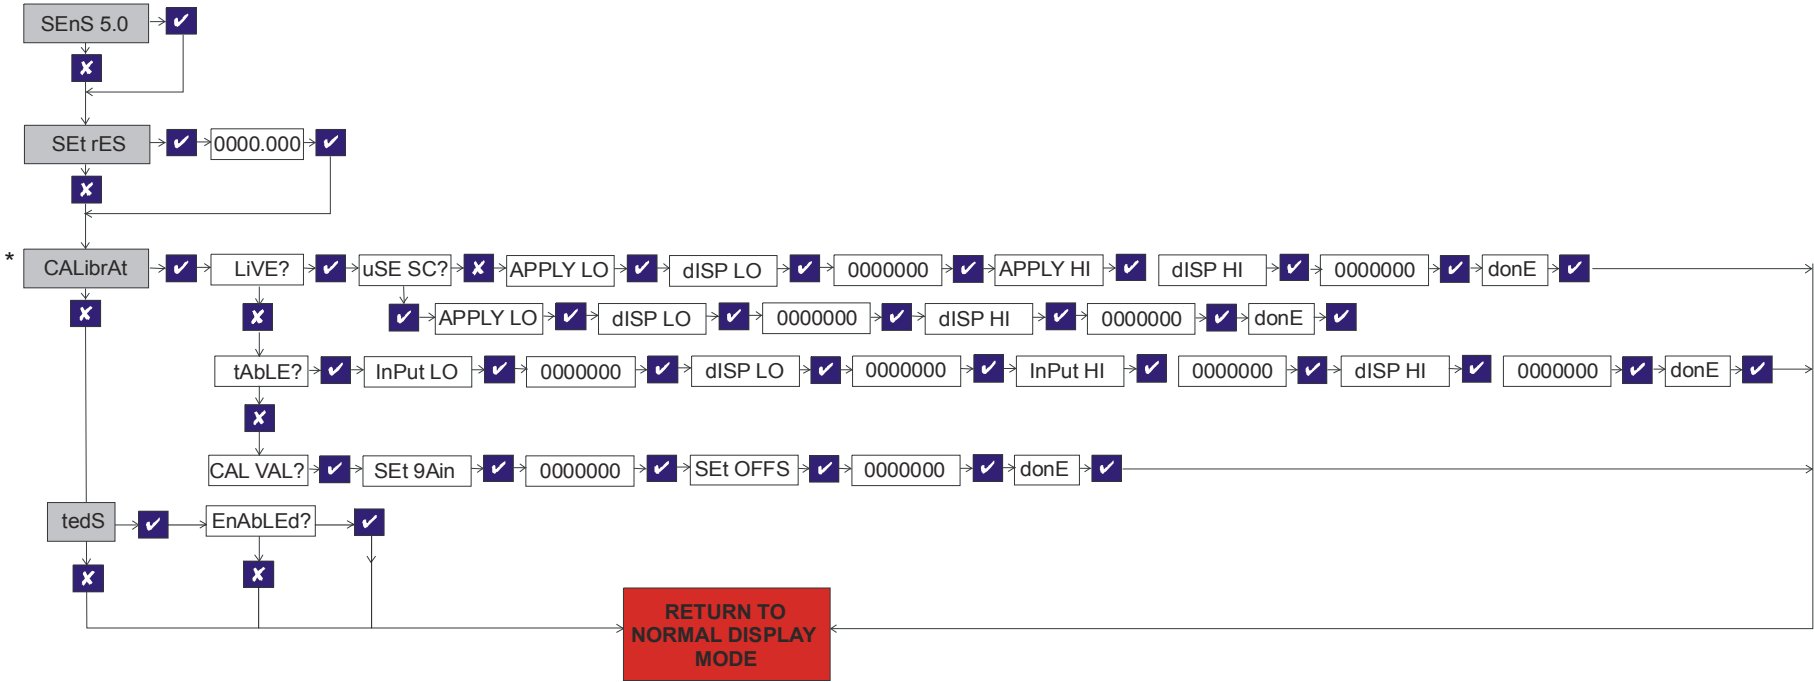 SEnS 5.0 ✔
✘
SEt rES ✔ 0000.000 ✔
✘
* CALibrAt ✔ LiVE? ✔ uSE SC? ✘ APPLY LO ✔ dISP LO ✔ 0000000 ✔ APPLY HI ✔ dISP HI ✔ 0000000 ✔ donE ✔
✘ ✘ ✔ APPLY LO ✔ dISP LO ✔ 0000000 ✔ dISP HI ✔ 0000000 ✔ donE ✔
tAbLE? ✔ InPut LO ✔ 0000000 ✔ dISP LO ✔ 0000000 ✔ InPut HI ✔ 0000000 ✔ dISP HI ✔ 0000000 ✔ donE ✔
✘
CAL VAL? ✔ SEt 9Ain ✔ 0000000 ✔ SEt OFFS ✔ 0000000 ✔ donE ✔
tedS ✔ EnAbLEd? ✔
✘ ✘
RETURN TO
NORMAL DISPLAY
MODE